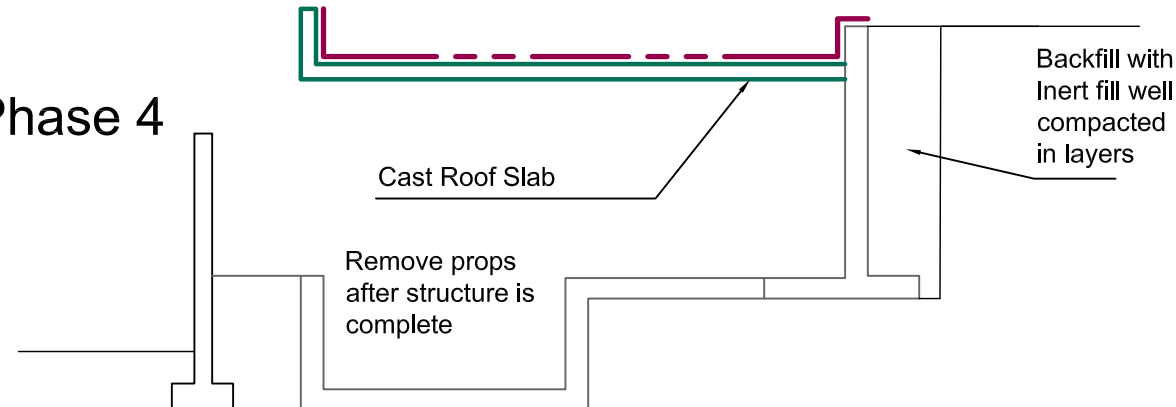 Phase 4
Backfill with
Inert fill well
compacted
in layers
Cast Roof Slab
Remove props
after structure is
complete